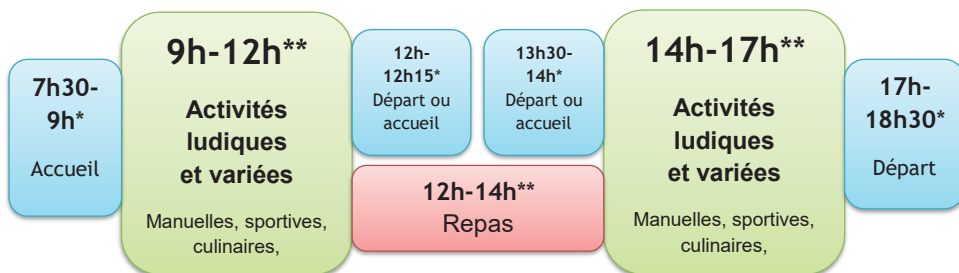 7h30-
9h*
Accueil
9h-12h**
Activités
ludiques
et variées
Manuelles, sportives,
culinaires,
12h-
12h15*
Départ ou
accueil
13h30-
14h*
Départ ou
accueil
12h-14h**
Repas
14h-17h**
Activités
ludiques
et variées
Manuelles, sportives,
culinaires,
17h-
18h30*
Départ